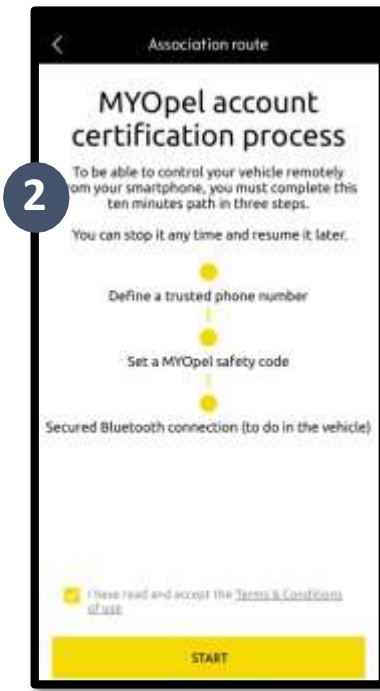 Association route
MYOpel account
certification process
To be able to control your vehicle remotely
2
om your smartphone, you must complete this
ten minutes path in three steps.
You can stop it any time and resume it later.
Define a trusted phone number
Set a MYOpel safety code
Secured Bluetooth connection (to do in the vehicle)
I have read and accept the Terms & Conditions
of use
START